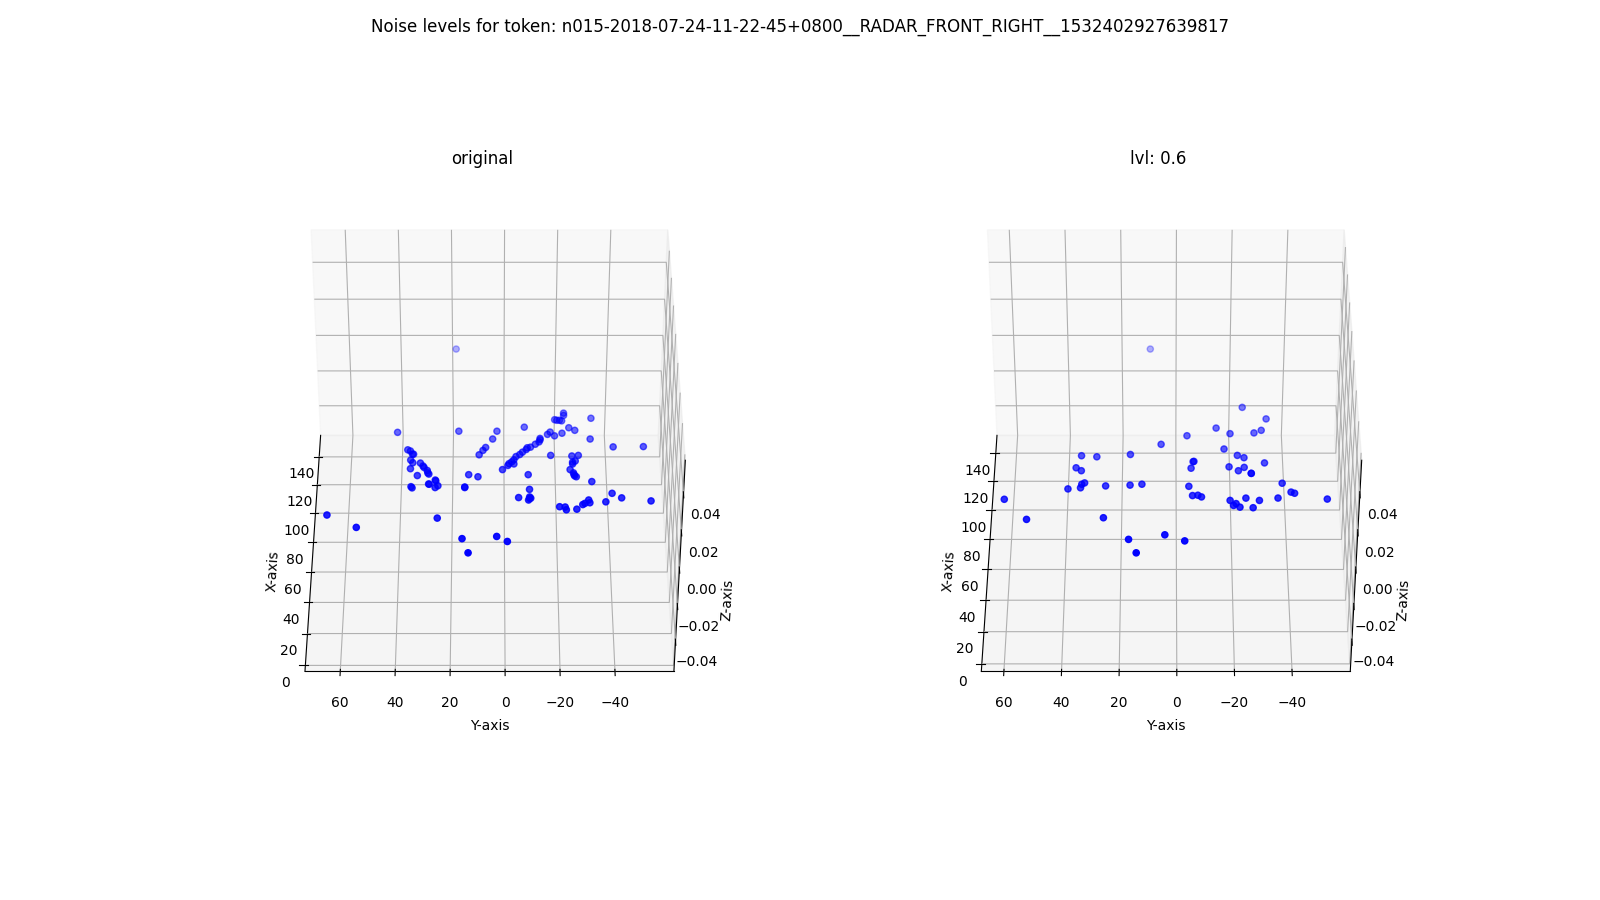 Noise levels for token: n015-2018-07-24-11-22-45+0800__RADAR_FRONT_RIGHT__1532402927639817
original
140
120
100
80
60
40
20
0
X-axis
60 40 20 0 −20 −40
Y-axis
0.04
0.02
0.00
−0.02
−0.04
Z-axis
lvl: 0.6
140
120
100
80
60
40
20
0
X-axis
60 40 20 0 −20 −40
Y-axis
0.04
0.02
0.00
−0.02
−0.04
Z-axis